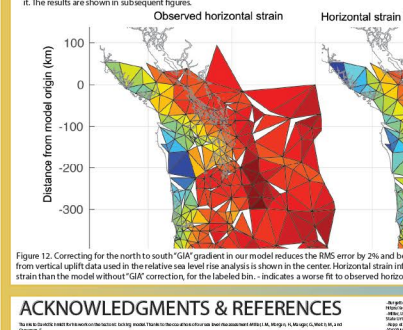 it. The results are shown in subsequent figures.
Observed horizontal strain
Horizontal strain
Distance from model origin (km)
100
0
-100
-200
-300
Figure 12. Correcting for the north to south "GIA" gradient in our model reduces the RMS error by 2% and be
from vertical uplift data used in the relative sea level rise analysis is shown in the center. Horizontal strain inf
strain than the model without "GIA" correction, for the labeled bin. - indicates a worse fit to observed horizo
ACKNOWLEDGMENTS & REFERENCES